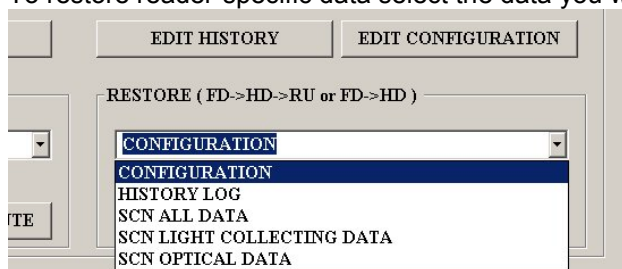 To restore reader specific data select the data you
EDIT HISTORY
EDIT CONFIGURATION
RESTORE ( FD->HD->RU or FD->HD )
CONFIGURATION
CONFIGURATION
HISTORY LOG
SCN ALL DATA
SCN LIGHT COLLECTING DATA
SCN OPTICAL DATA